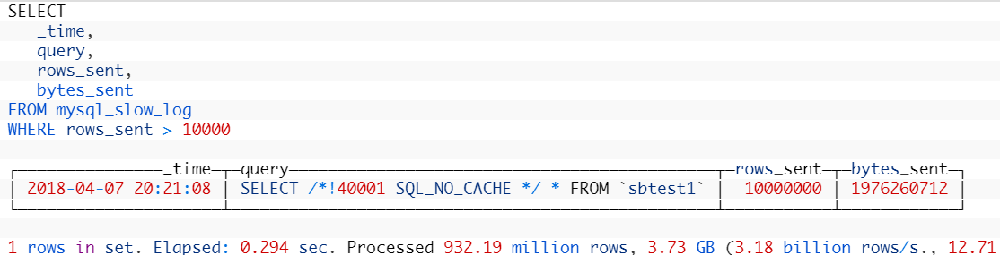 SELECT
_time,
query,
rows_sent,
bytes_sent
FROM mysql_slow_log
WHERE rows_sent > 10000
_time query rows_sent bytes_sent
2018-04-07 20:21:08 SELECT /*!40001 SQL_NO_CACHE */ * FROM `sbtest1` 10000000 1976260712
1 rows in set. Elapsed: 0.294 sec. Processed 932.19 million rows, 3.73 GB (3.18 billion rows/s., 12.71